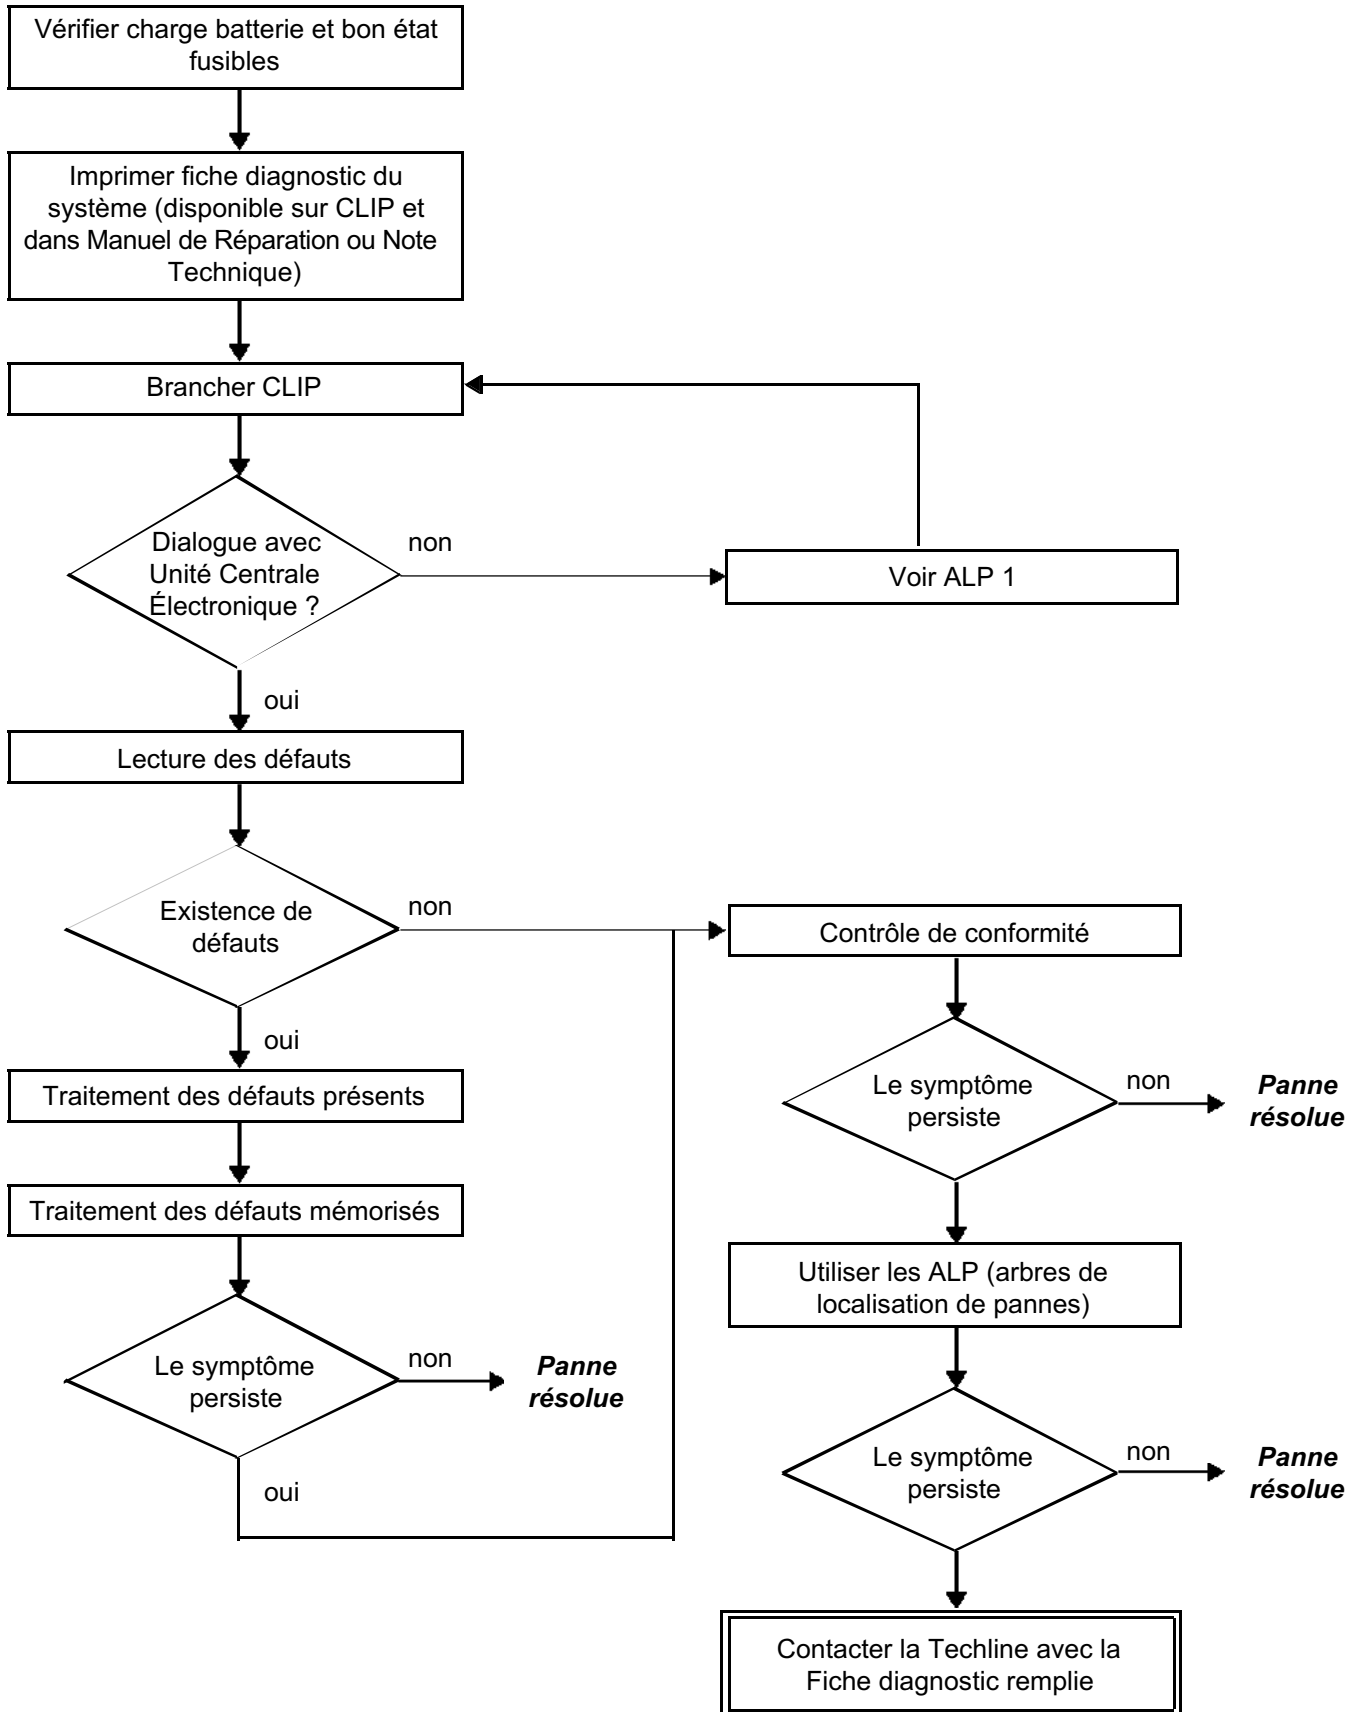 Vérifier charge batterie et bon état
fusibles
Imprimer fiche diagnostic du
système (disponible sur CLIP et
dans Manuel de Réparation ou Note
Technique)
Brancher CLIP
Dialogue avec
Unité Centrale
Électronique ?
non
Voir ALP 1
oui
Lecture des défauts
Existence de
défauts
non
oui
Traitement des défauts présents
Traitement des défauts mémorisés
Le symptôme
persiste
non
Panne
résolue
oui
Contrôle de conformité
Le symptôme
persiste
non
Panne
résolue
Utiliser les ALP (arbres de
localisation de pannes)
Le symptôme
persiste
non
Panne
résolue
Contacter la Techline avec la
Fiche diagnostic remplie